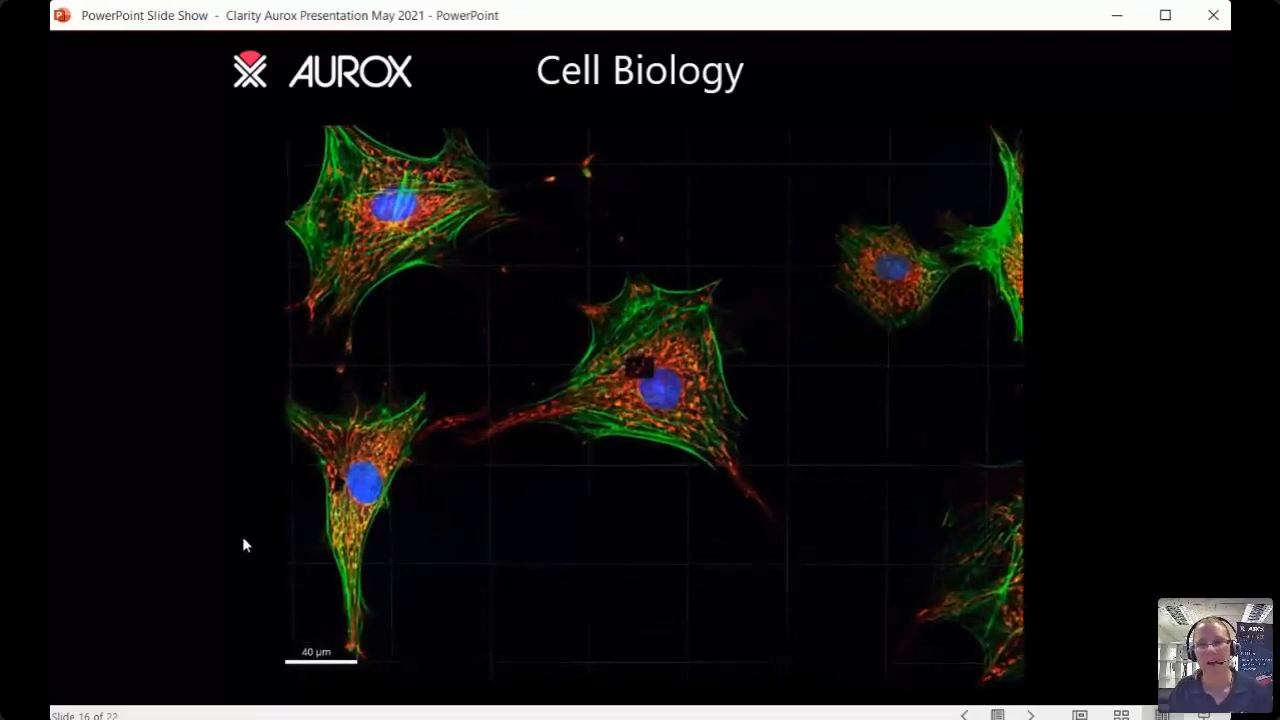 PowerPoint Slide Show - Clarity Aurox Presentation May 2021 - PowerPoint
AUROX
Cell Biology
40 µm
Slide 16 of 22